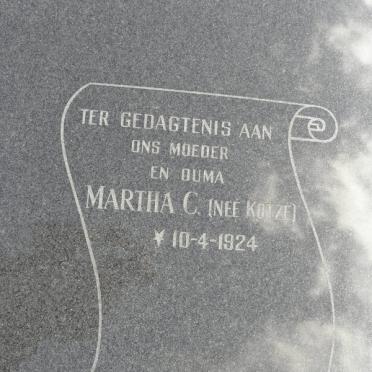 TER GEDAGTENIS AAN
ONS MOEDER
EN OUMA
MARTHA C. (NEE KOTZE)
* 10-4-1924